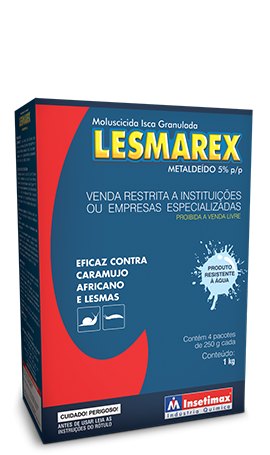 Moluscicida Isca Granulada
LESMAREX
METALDEÍDO 5% p/p
VENDA RESTRITA A INSTITUIÇÕES
OU EMPRESAS ESPECIALIZADAS
PROIBIDA A VENDA LIVRE
EFICAZ CONTRA
CARAMUJO
AFRICANO
E LESMAS
PRODUTO
RESISTENTE
À ÁGUA
Contém 4 pacotes
de 250 g cada
Conteúdo:
1 kg
CUIDADO! PERIGOSO!
ANTES DE USAR LEIA AS
INSTRUÇÕES DO RÓTULO
Insetimax
Indústria Química